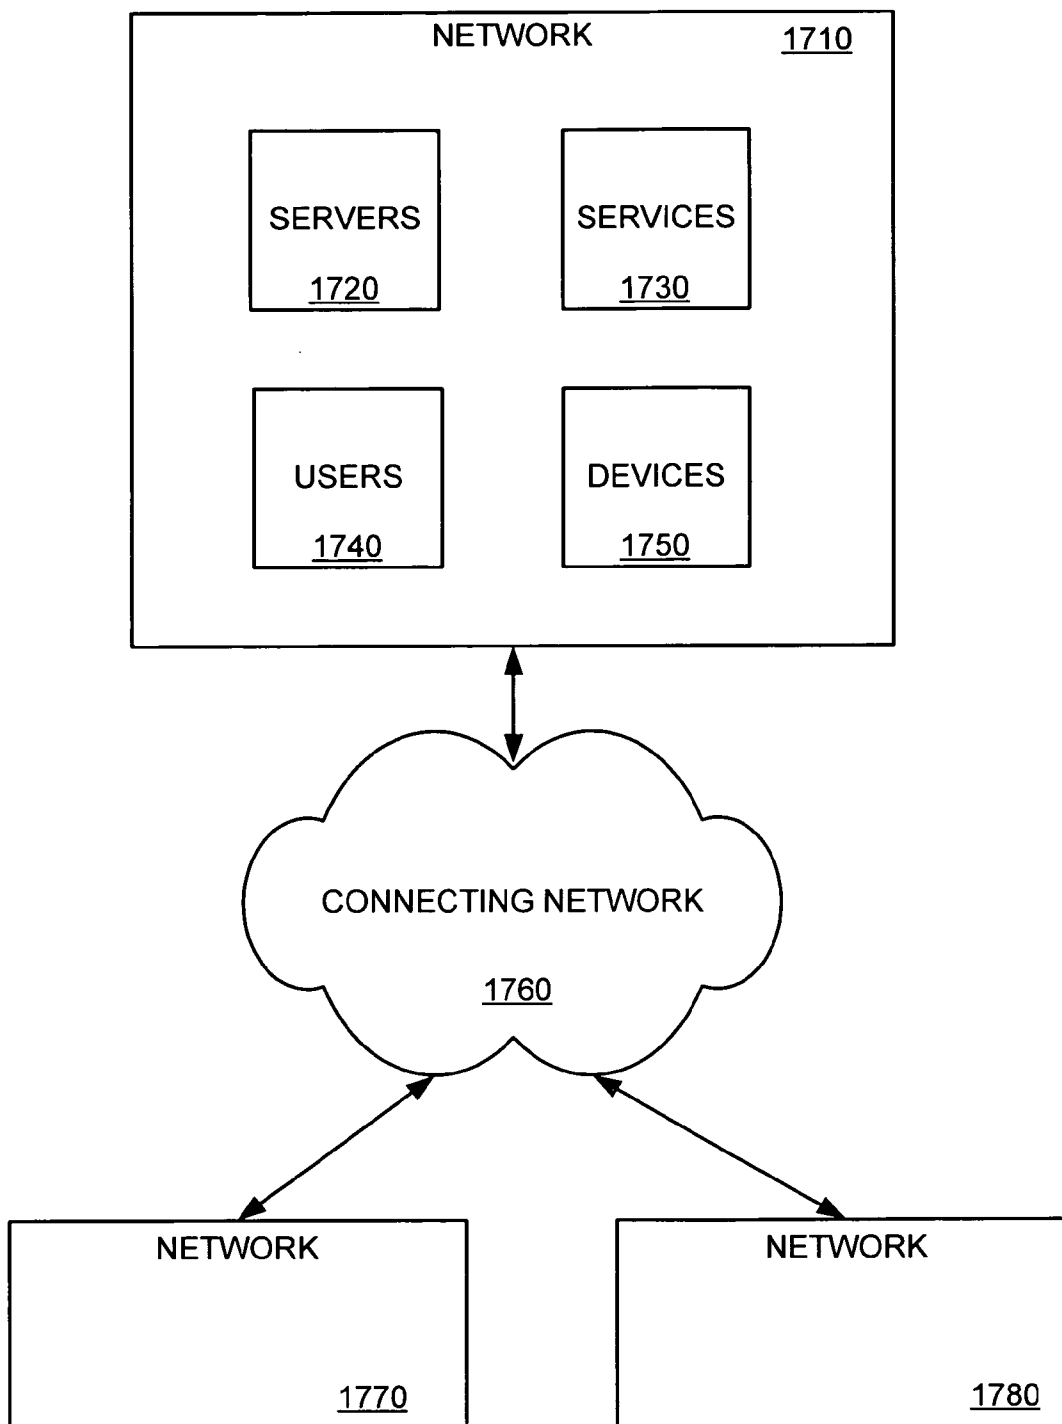 NETWORK 1710
SERVERS
1720
SERVICES
1730
USERS
1740
DEVICES
1750
CONNECTING NETWORK
1760
NETWORK
1770
NETWORK
1780